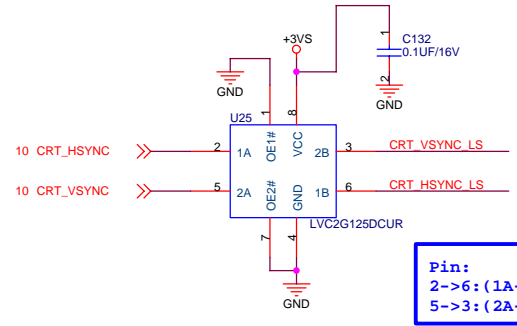 +3VS
1
C132
0.1UF/16V
2
GND
GND
U25
1
8
OE1#
VCC
10 CRT_HSYNC
2
1A
2B
3
CRT_VSYNC_LS
10 CRT_VSYNC
5
2A
1B
6
CRT_HSYNC_LS
OE2#
GND
LVC2G125DCUR
7
4
GND
Pin:
2->6:(1A-
5->3:(2A-